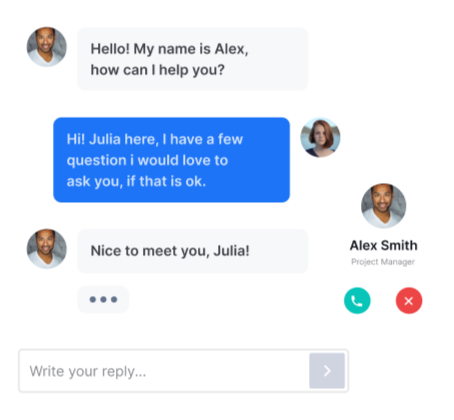 Hello! My name is Alex,
how can I help you?
Hi! Julia here, I have a few
question i would love to
ask you, if that is ok.
Alex Smith
Project Manager
Nice to meet you, Julia!
Write your reply...